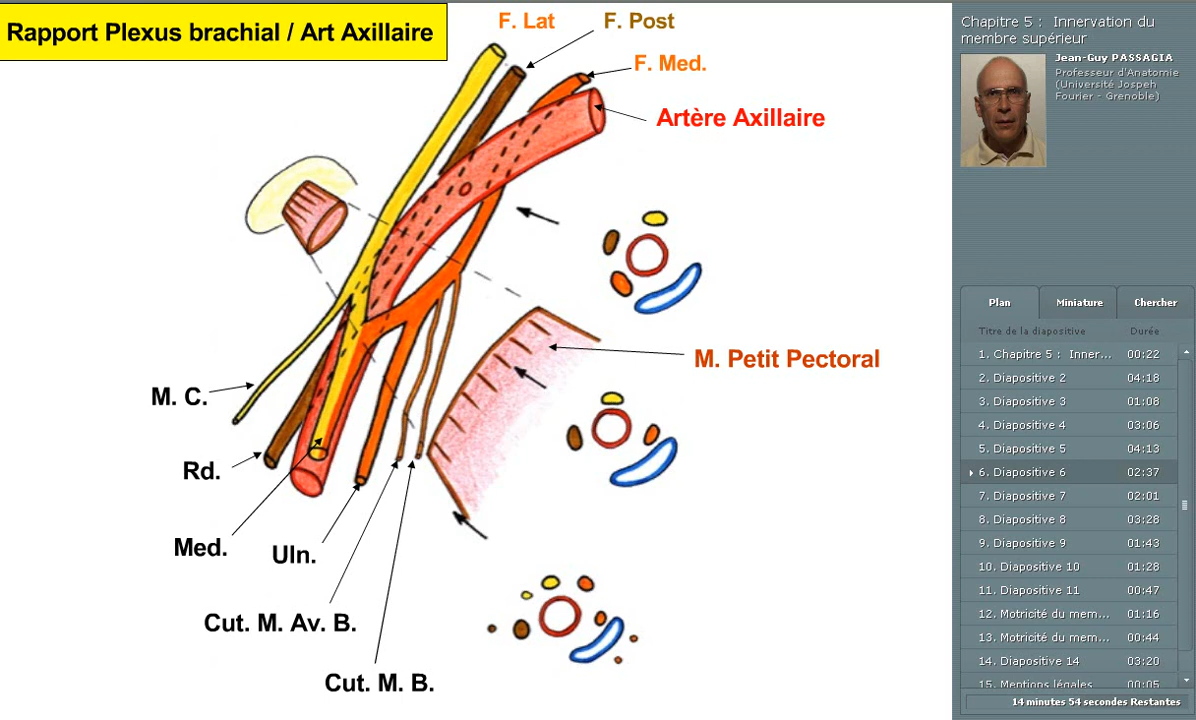 Rapport Plexus brachial / Art Axillaire
F. Lat
F. Post
F. Med.
Artère Axillaire
M. Petit Pectoral
M. C.
Rd.
Med.
Uln.
Cut. M. Av. B.
Cut. M. B.
Chapitre 5 : Innervation du
membre supérieur
Jean-Guy PASSAGIA
Professeur d'Anatomie
(Université Jospeh
Fourier - Grenoble)
Plan
Miniature
Chercher
Titre de la diapositive Durée
1. Chapitre 5 : Inner... 00:22
2. Diapositive 2 04:18
3. Diapositive 3 01:08
4. Diapositive 4 03:06
5. Diapositive 5 04:13
6. Diapositive 6 02:37
7. Diapositive 7 02:01
8. Diapositive 8 03:28
9. Diapositive 9 01:43
10. Diapositive 10 01:28
11. Diapositive 11 00:47
12. Motricité du mem... 01:16
13. Motricité du mem... 00:44
14. Diapositive 14 03:20
15. Mentions légales 00:05
14 minutes 54 secondes Restantes